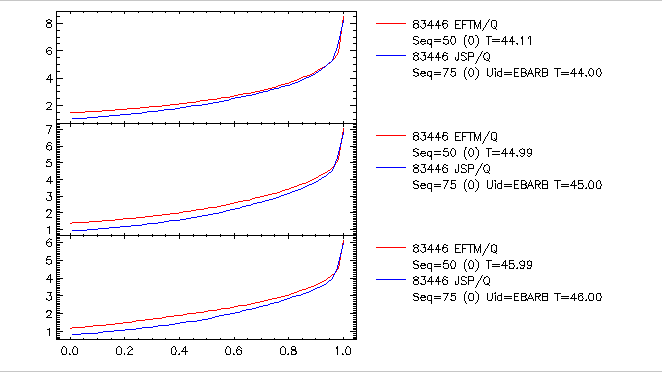 8
6
4
2
83446 EFTM/Q
Seq=50 (0) T=44.11
83446 JSP/Q
Seq=75 (0) Uid=EBARB T=44.00
7
6
5
4
3
2
1
83446 EFTM/Q
Seq=50 (0) T=44.99
83446 JSP/Q
Seq=75 (0) Uid=EBARB T=45.00
6
5
4
3
2
1
83446 EFTM/Q
Seq=50 (0) T=45.99
83446 JSP/Q
Seq=75 (0) Uid=EBARB T=46.00
0.0 0.2 0.4 0.6 0.8 1.0